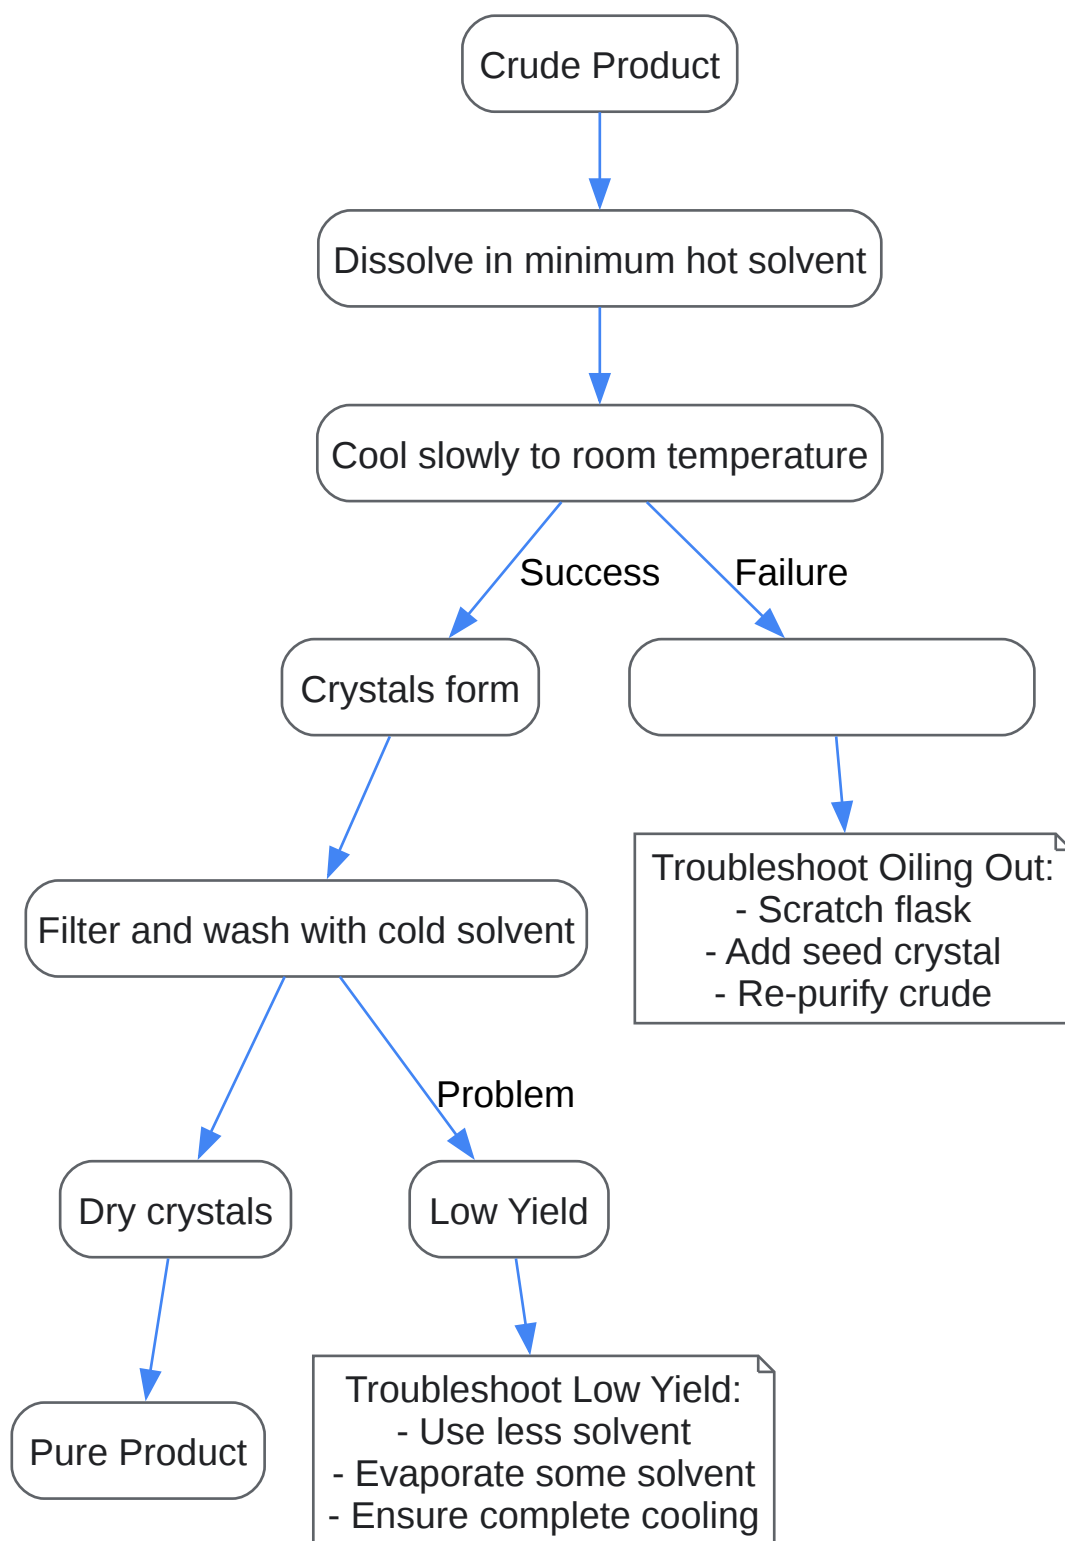 Crude Product
Dissolve in minimum hot solvent
Cool slowly to room temperature
Success
Failure
Crystals form
Filter and wash with cold solvent
Troubleshoot Oiling Out:
- Scratch flask
- Add seed crystal
- Re-purify crude
Problem
Dry crystals
Low Yield
Pure Product
Troubleshoot Low Yield:
- Use less solvent
- Evaporate some solvent
- Ensure complete cooling